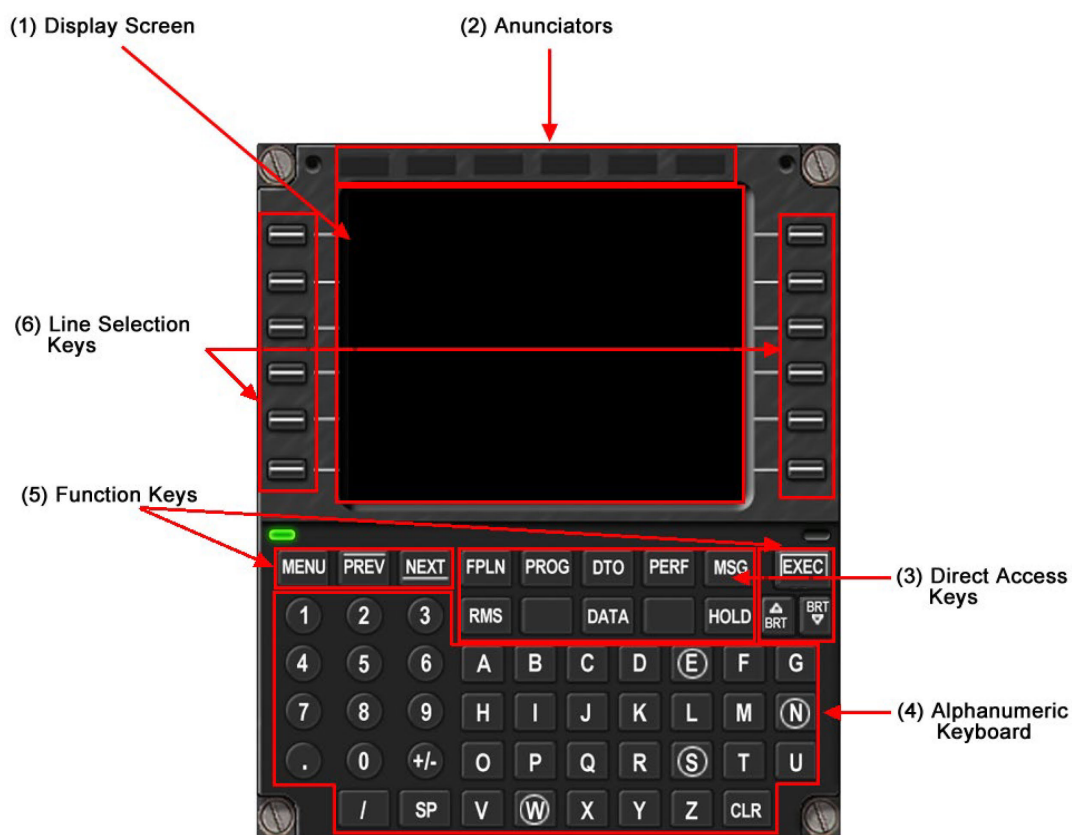 (1) Display Screen
(2) Anunciators
(6) Line Selection
Keys
(5) Function Keys
MENU PREV NEXT FPLN PROG DTO PERF MSG EXEC
(3) Direct Access
Keys
1 2 3 RMS DATA HOLD BRT BRT
4 5 6 A B C D E F G
7 8 9 H I J K L M N
(4) Alphanumeric
Keyboard
. 0 +/- O P Q R S T U
/ SP V W X Y Z CLR